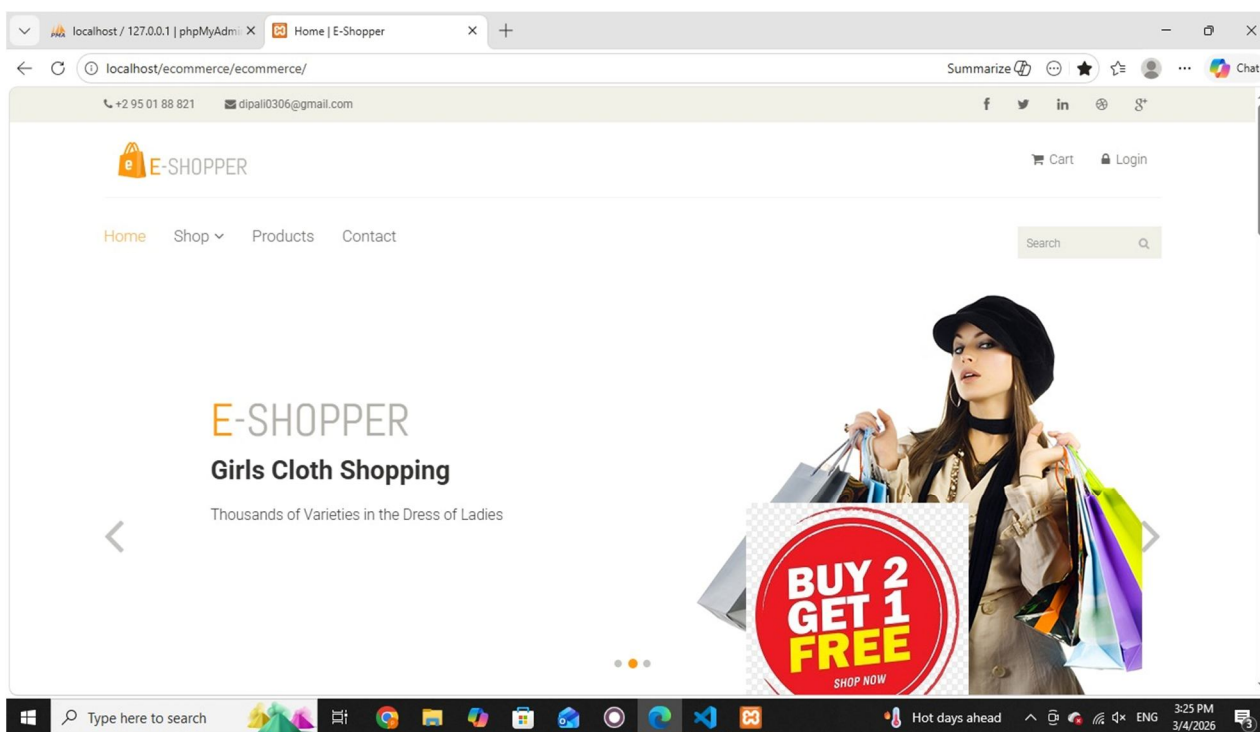 localhost / 127.0.0.1 | phpMyAdmi
Home | E-Shopper
localhost/ecommerce/ecommerce/
Summarize
Chat
+2 95 01 88 821
dipali0306@gmail.com
f
in
g+
e
E-SHOPPER
Cart
Login
Home
Shop
Products
Contact
Search
E-SHOPPER
Girls Cloth Shopping
Thousands of Varieties in the Dress of Ladies
BUY 2
GET 1
FREE
SHOP NOW
Type here to search
Hot days ahead
ENG
3:25 PM
3/4/2026
3